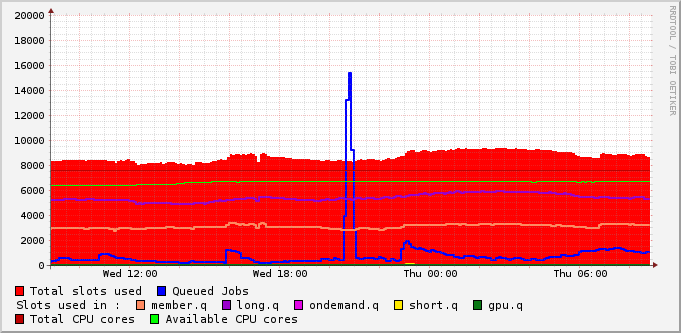 20000
18000
16000
14000
12000
10000
8000
6000
4000
2000
0
Wed 12:00 Wed 18:00 Thu 00:00 Thu 06:00
RRDTOOL / TOBI OETIKER
Total slots used Queued Jobs
Slots used in : member.q long.q ondemand.q short.q gpu.q
Total CPU cores Available CPU cores